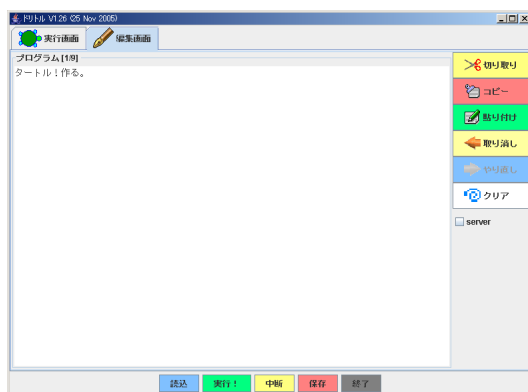 ドリトル V1.26 (25 Nov 2005)
実行画面 編集画面
プログラム [1/9]
タートル！作る。
切り取り
コピー
貼り付け
取り消し
やり直し
クリア
server
読込 実行！ 中断 保存 終了